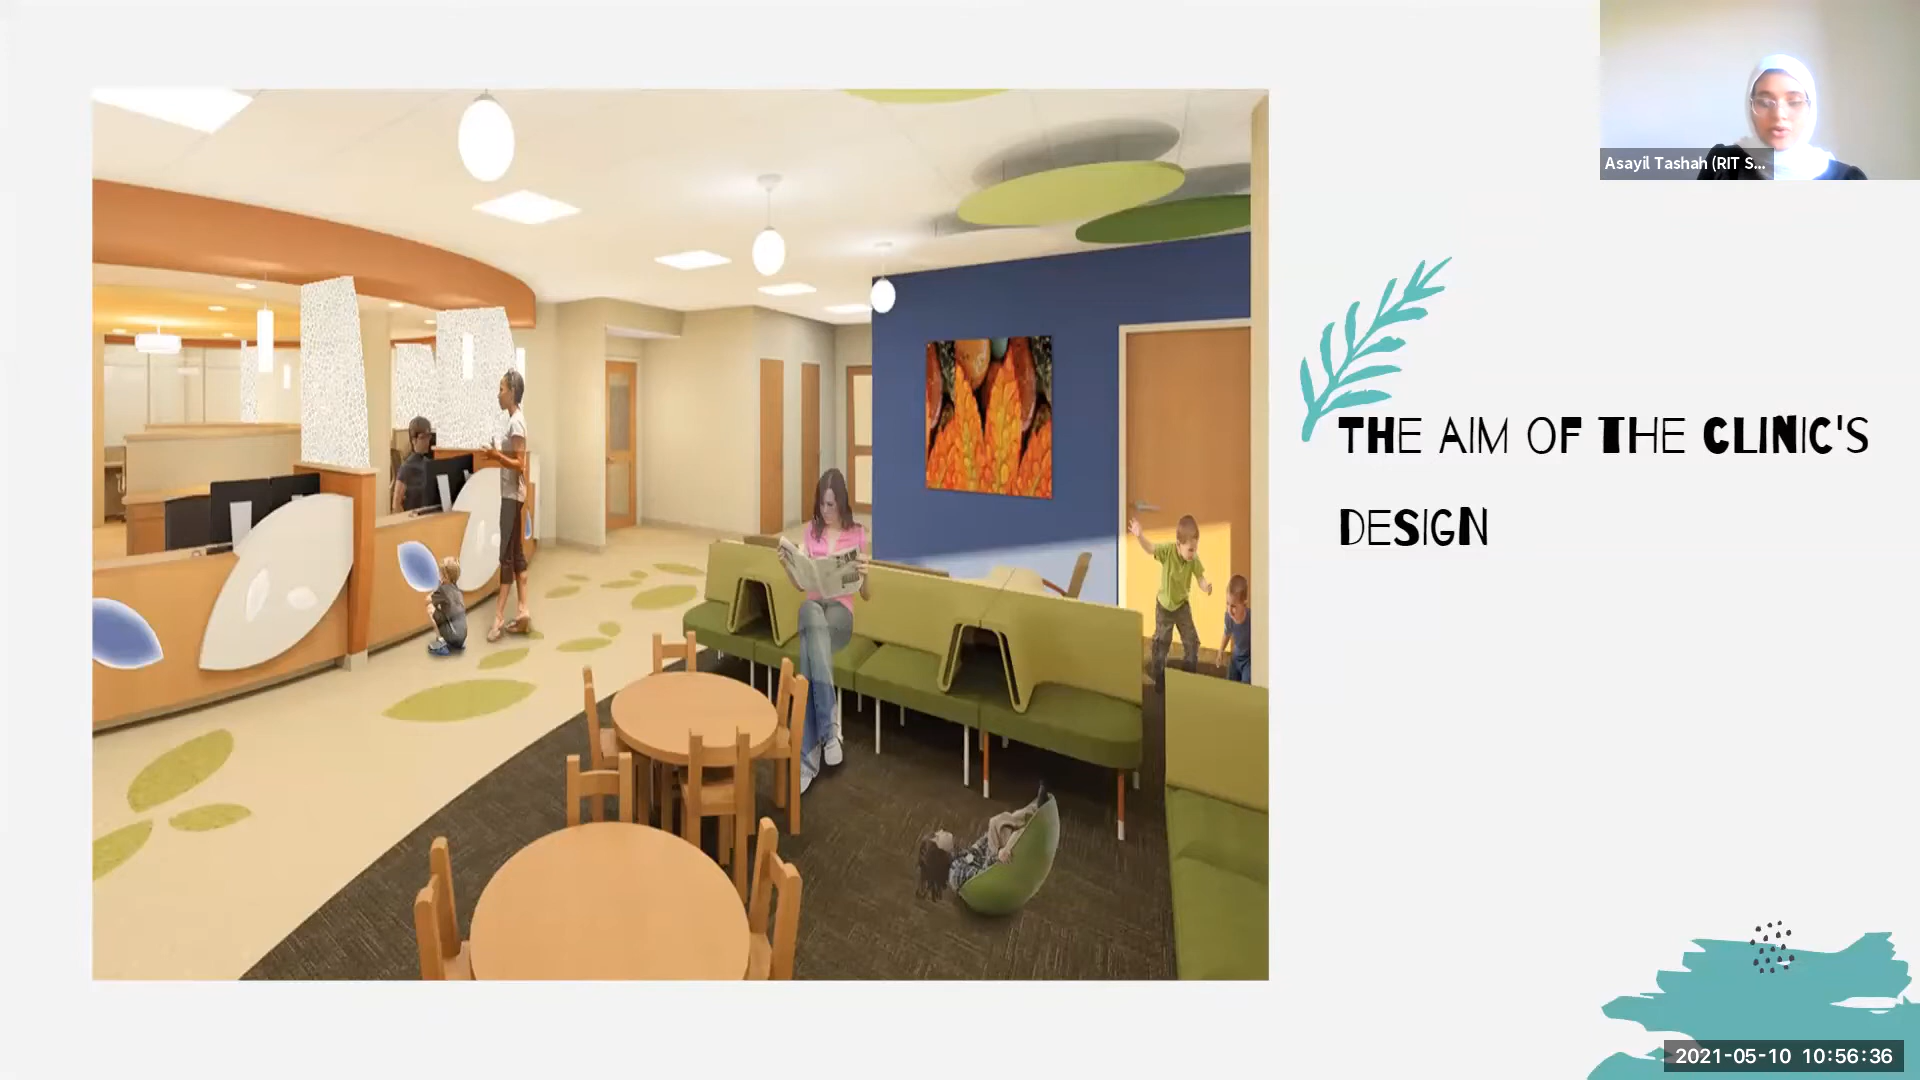 Asayil Tashah (RIT S...
THE AIM OF THE CLINIC'S
DESIGN
2021-05-10 10:56:36